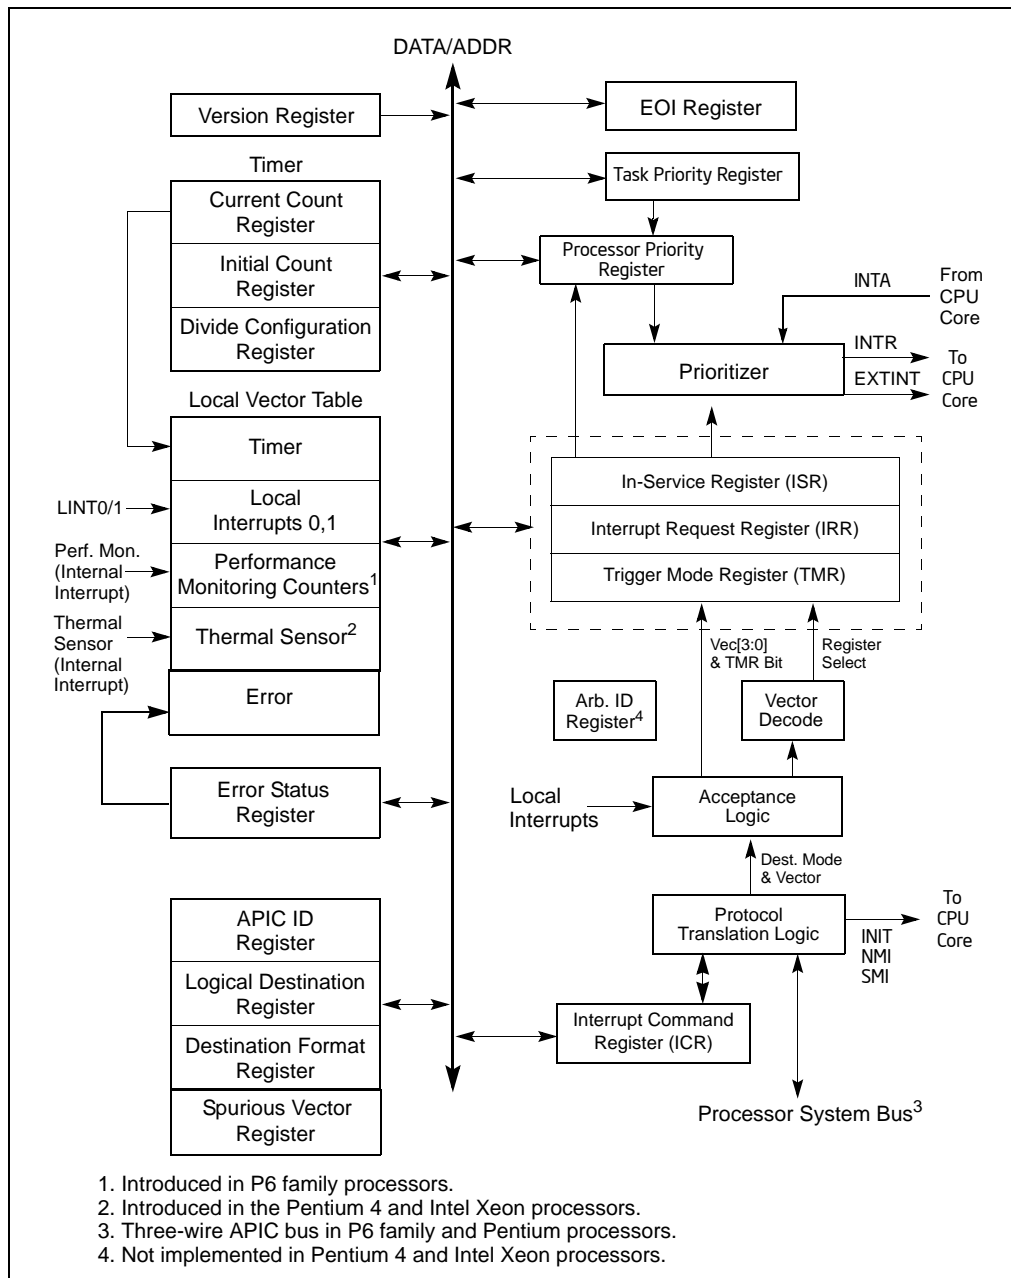 DATA/ADDR
Version Register
EOI Register
Timer
Task Priority Register
Current Count
Register
Initial Count
Register
Divide Configuration
Register
Processor Priority
Register
INTA
From
CPU
Core
Prioritizer
INTR
EXTINT
To
CPU
Core
Local Vector Table
Timer
LINT0/1
Local
Interrupts 0,1
Perf. Mon.
(Internal
Interrupt)
Performance
Monitoring Counters1
Thermal
Sensor
(Internal
Interrupt)
Thermal Sensor2
Error
In-Service Register (ISR)
Interrupt Request Register (IRR)
Trigger Mode Register (TMR)
Vec[3:0]
& TMR Bit
Register
Select
Arb. ID
Register4
Vector
Decode
Error Status
Register
Local
Interrupts
Acceptance
Logic
Dest. Mode
& Vector
Protocol
Translation Logic
INIT
NMI
SMI
To
CPU
Core
APIC ID
Register
Logical Destination
Register
Destination Format
Register
Spurious Vector
Register
Interrupt Command
Register (ICR)
Processor System Bus3
1. Introduced in P6 family processors.
2. Introduced in the Pentium 4 and Intel Xeon processors.
3. Three-wire APIC bus in P6 family and Pentium processors.
4. Not implemented in Pentium 4 and Intel Xeon processors.